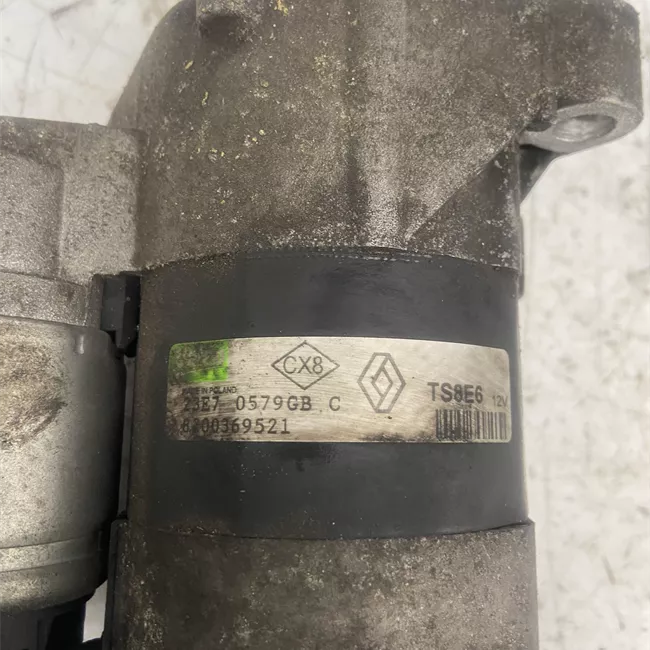 CX8
MADE IN POLAND
23E7 0579GB C
8200369521
TS8E6 12V